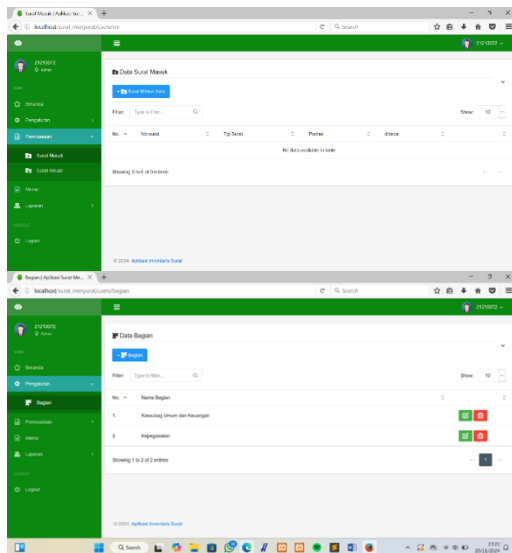 Surat Masuk | Aplikasi Sur...
localhost/surat_menyurat/users/sm
Search
21210072
21210072
Admin
Beranda
Pengaturan
Surat Masuk
Surat Keluar
Memo
Laporan
LOGOUT
Logout
Data Surat Masuk
Surat Masuk Baru
Filter: Type to filter... Show: 10
No. No surat Tgl Surat Perihal dibaca
No data available in table
Showing 0 to 0 of 0 entries
© 2024. Aplikasi Inventaris Surat
Bagian | Aplikasi Surat Me...
localhost/surat_menyurat/users/bagian
Search
21210072
21210072
Admin
Beranda
Pengaturan
Bagian
Memo
Laporan
LOGOUT
Logout
Data Bagian
+ Bagian
Filter: Type to filter... Show: 10
No. Nama Bagian
1. Kasubag Umum dan Keuangan
2. Kepegawaian
Showing 1 to 2 of 2 entries
1
© 2024. Aplikasi Inventaris Surat
Search